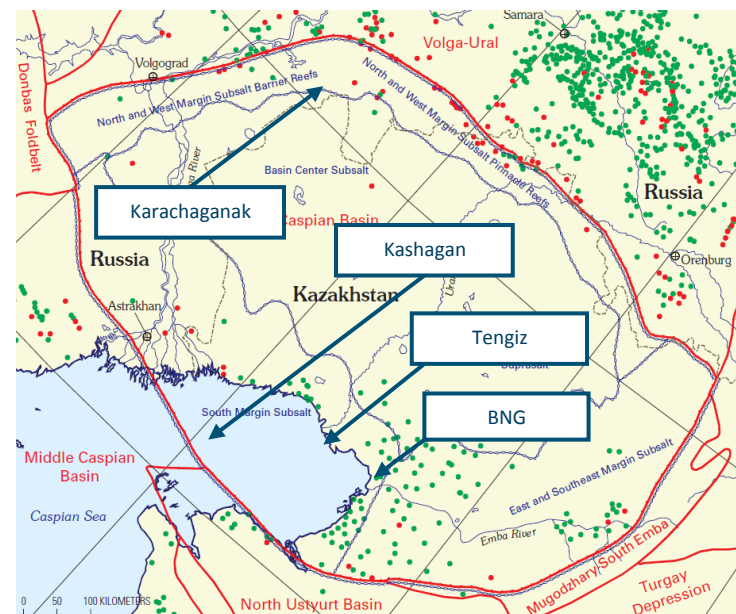 Samara
Volga-Ural
Volgograd
Donbas Foldbelt
North and West Margin Subsalt Barrier Reefs
North and West Margin Subsalt Pinnacle Reefs
River
Basin Center Subsalt
Russia
Karachaganak
Caspian Basin
Kashagan
Russia
Orenburg
Kazakhstan
Astrakhan
Tengiz
Suprasalt
South Margin Subsalt
BNG
Middle Caspian
Basin
East and Southeast Margin Subsalt
Caspian Sea
Emba River
Mugodzhary, South Emba
Turgay
Depression
0 50 100 KILOMETERS
North Ustyurt Basin